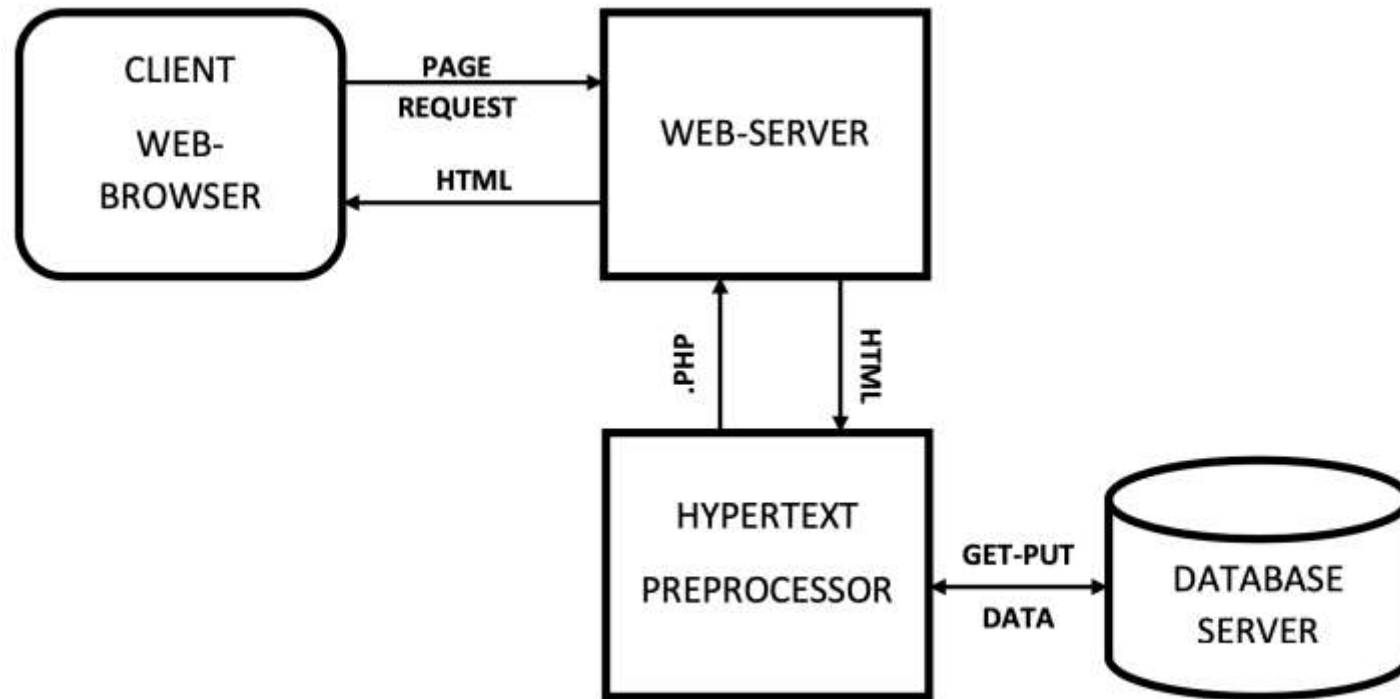 CLIENT
WEB-
BROWSER
PAGE
REQUEST
HTML
WEB-SERVER
.PHP
HTML
HYPERTEXT
PREPROCESSOR
GET-PUT
DATA
DATABASE
SERVER